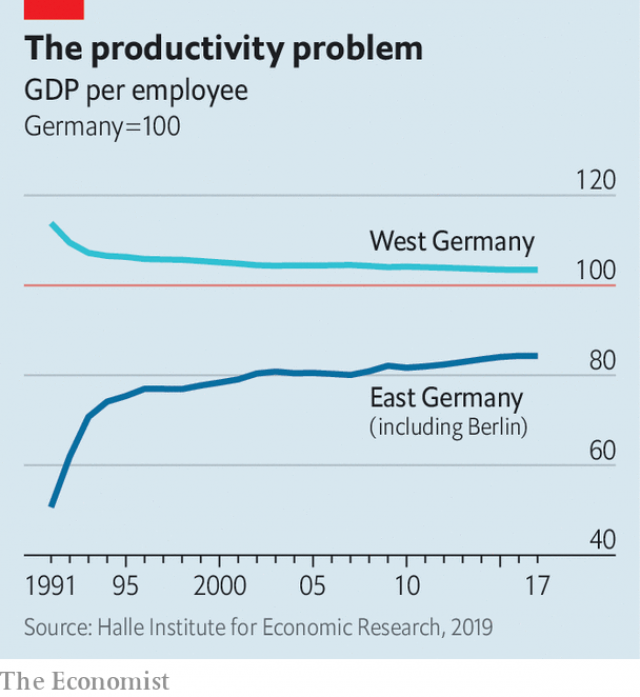 The productivity problem
GDP per employee
Germany=100
120
West Germany
100
80
East Germany
(including Berlin)
60
40
1991 95 2000 05 10 17
Source: Halle Institute for Economic Research, 2019
The Economist